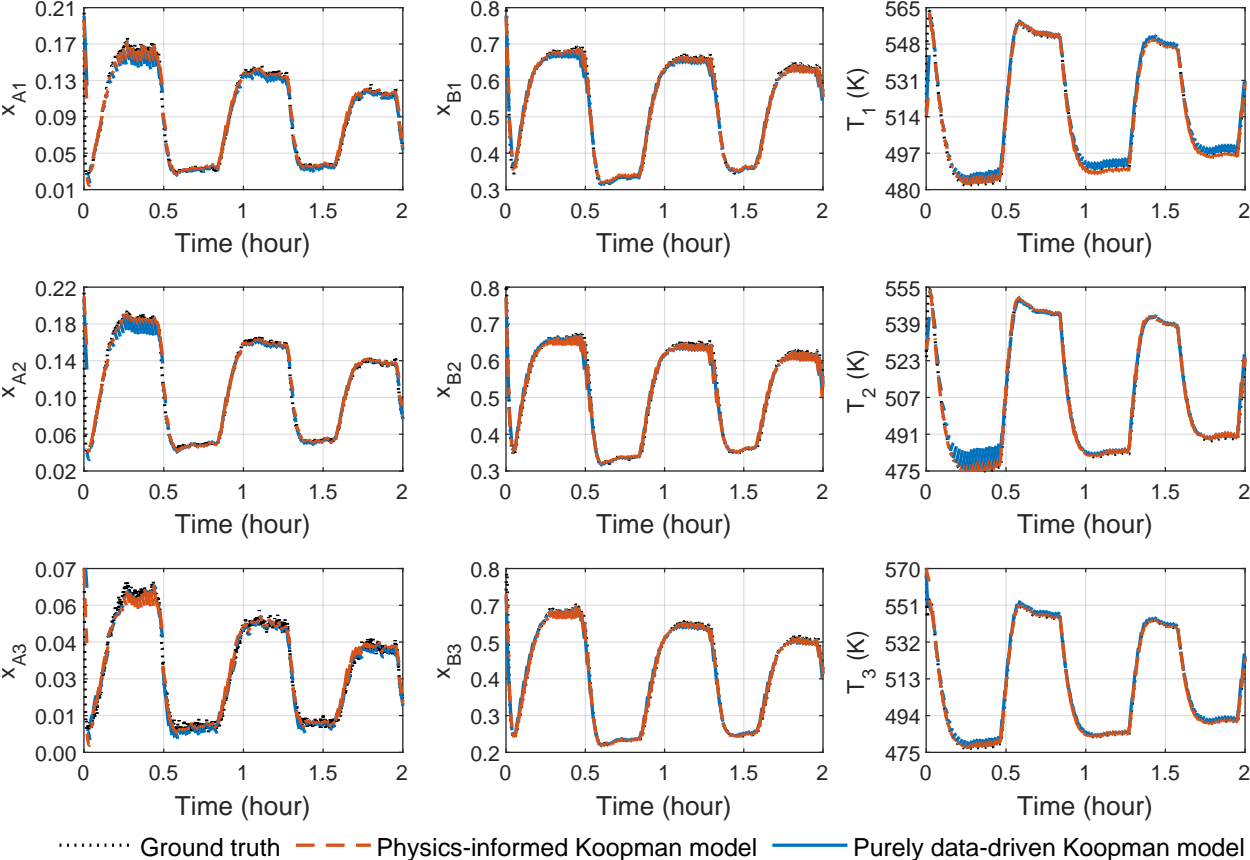 0.21
0.17
0.13
0.09
0.05
0.01
x_A1
0 0.5 1 1.5 2
Time (hour)
0.8
0.7
0.6
0.5
0.4
0.3
x_B1
0 0.5 1 1.5 2
Time (hour)
565
548
531
514
497
480
T_1 (K)
0 0.5 1 1.5 2
Time (hour)
0.22
0.18
0.14
0.10
0.06
0.02
x_A2
0 0.5 1 1.5 2
Time (hour)
0.8
0.7
0.6
0.5
0.4
0.3
x_B2
0 0.5 1 1.5 2
Time (hour)
555
539
523
507
491
475
T_2 (K)
0 0.5 1 1.5 2
Time (hour)
0.07
0.06
0.04
0.03
0.01
0.00
x_A3
0 0.5 1 1.5 2
Time (hour)
0.8
0.7
0.5
0.4
0.3
0.2
x_B3
0 0.5 1 1.5 2
Time (hour)
570
551
532
513
494
475
T_3 (K)
0 0.5 1 1.5 2
Time (hour)
Ground truth Physics-informed Koopman model Purely data-driven Koopman model